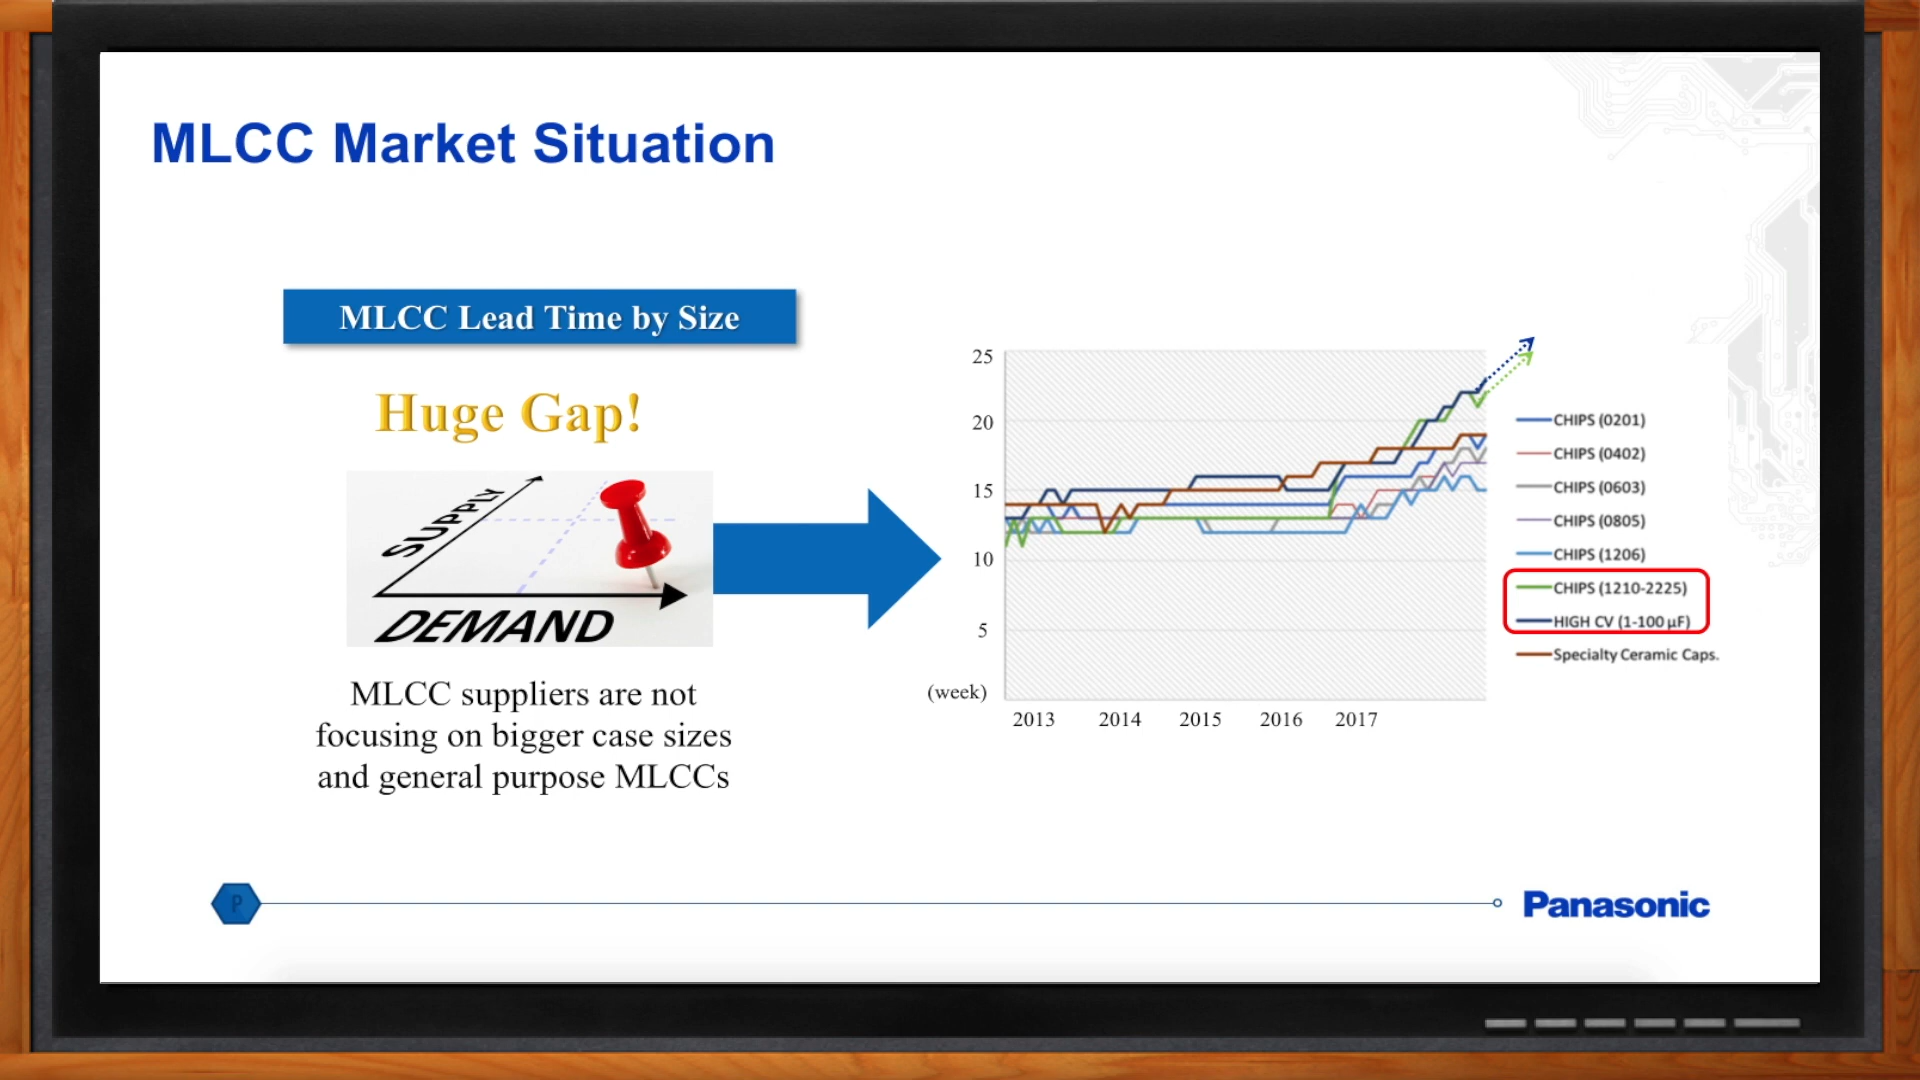 MLCC Market Situation
MLCC Lead Time by Size
Huge Gap!
SUPPLY
DEMAND
MLCC suppliers are not
focusing on bigger case sizes
and general purpose MLCCs
25
20
15
10
5
(week)
2013 2014 2015 2016 2017
CHIPS (0201)
CHIPS (0402)
CHIPS (0603)
CHIPS (0805)
CHIPS (1206)
CHIPS (1210-2225)
HIGH CV (1-100 µF)
Specialty Ceramic Caps.
P
Panasonic